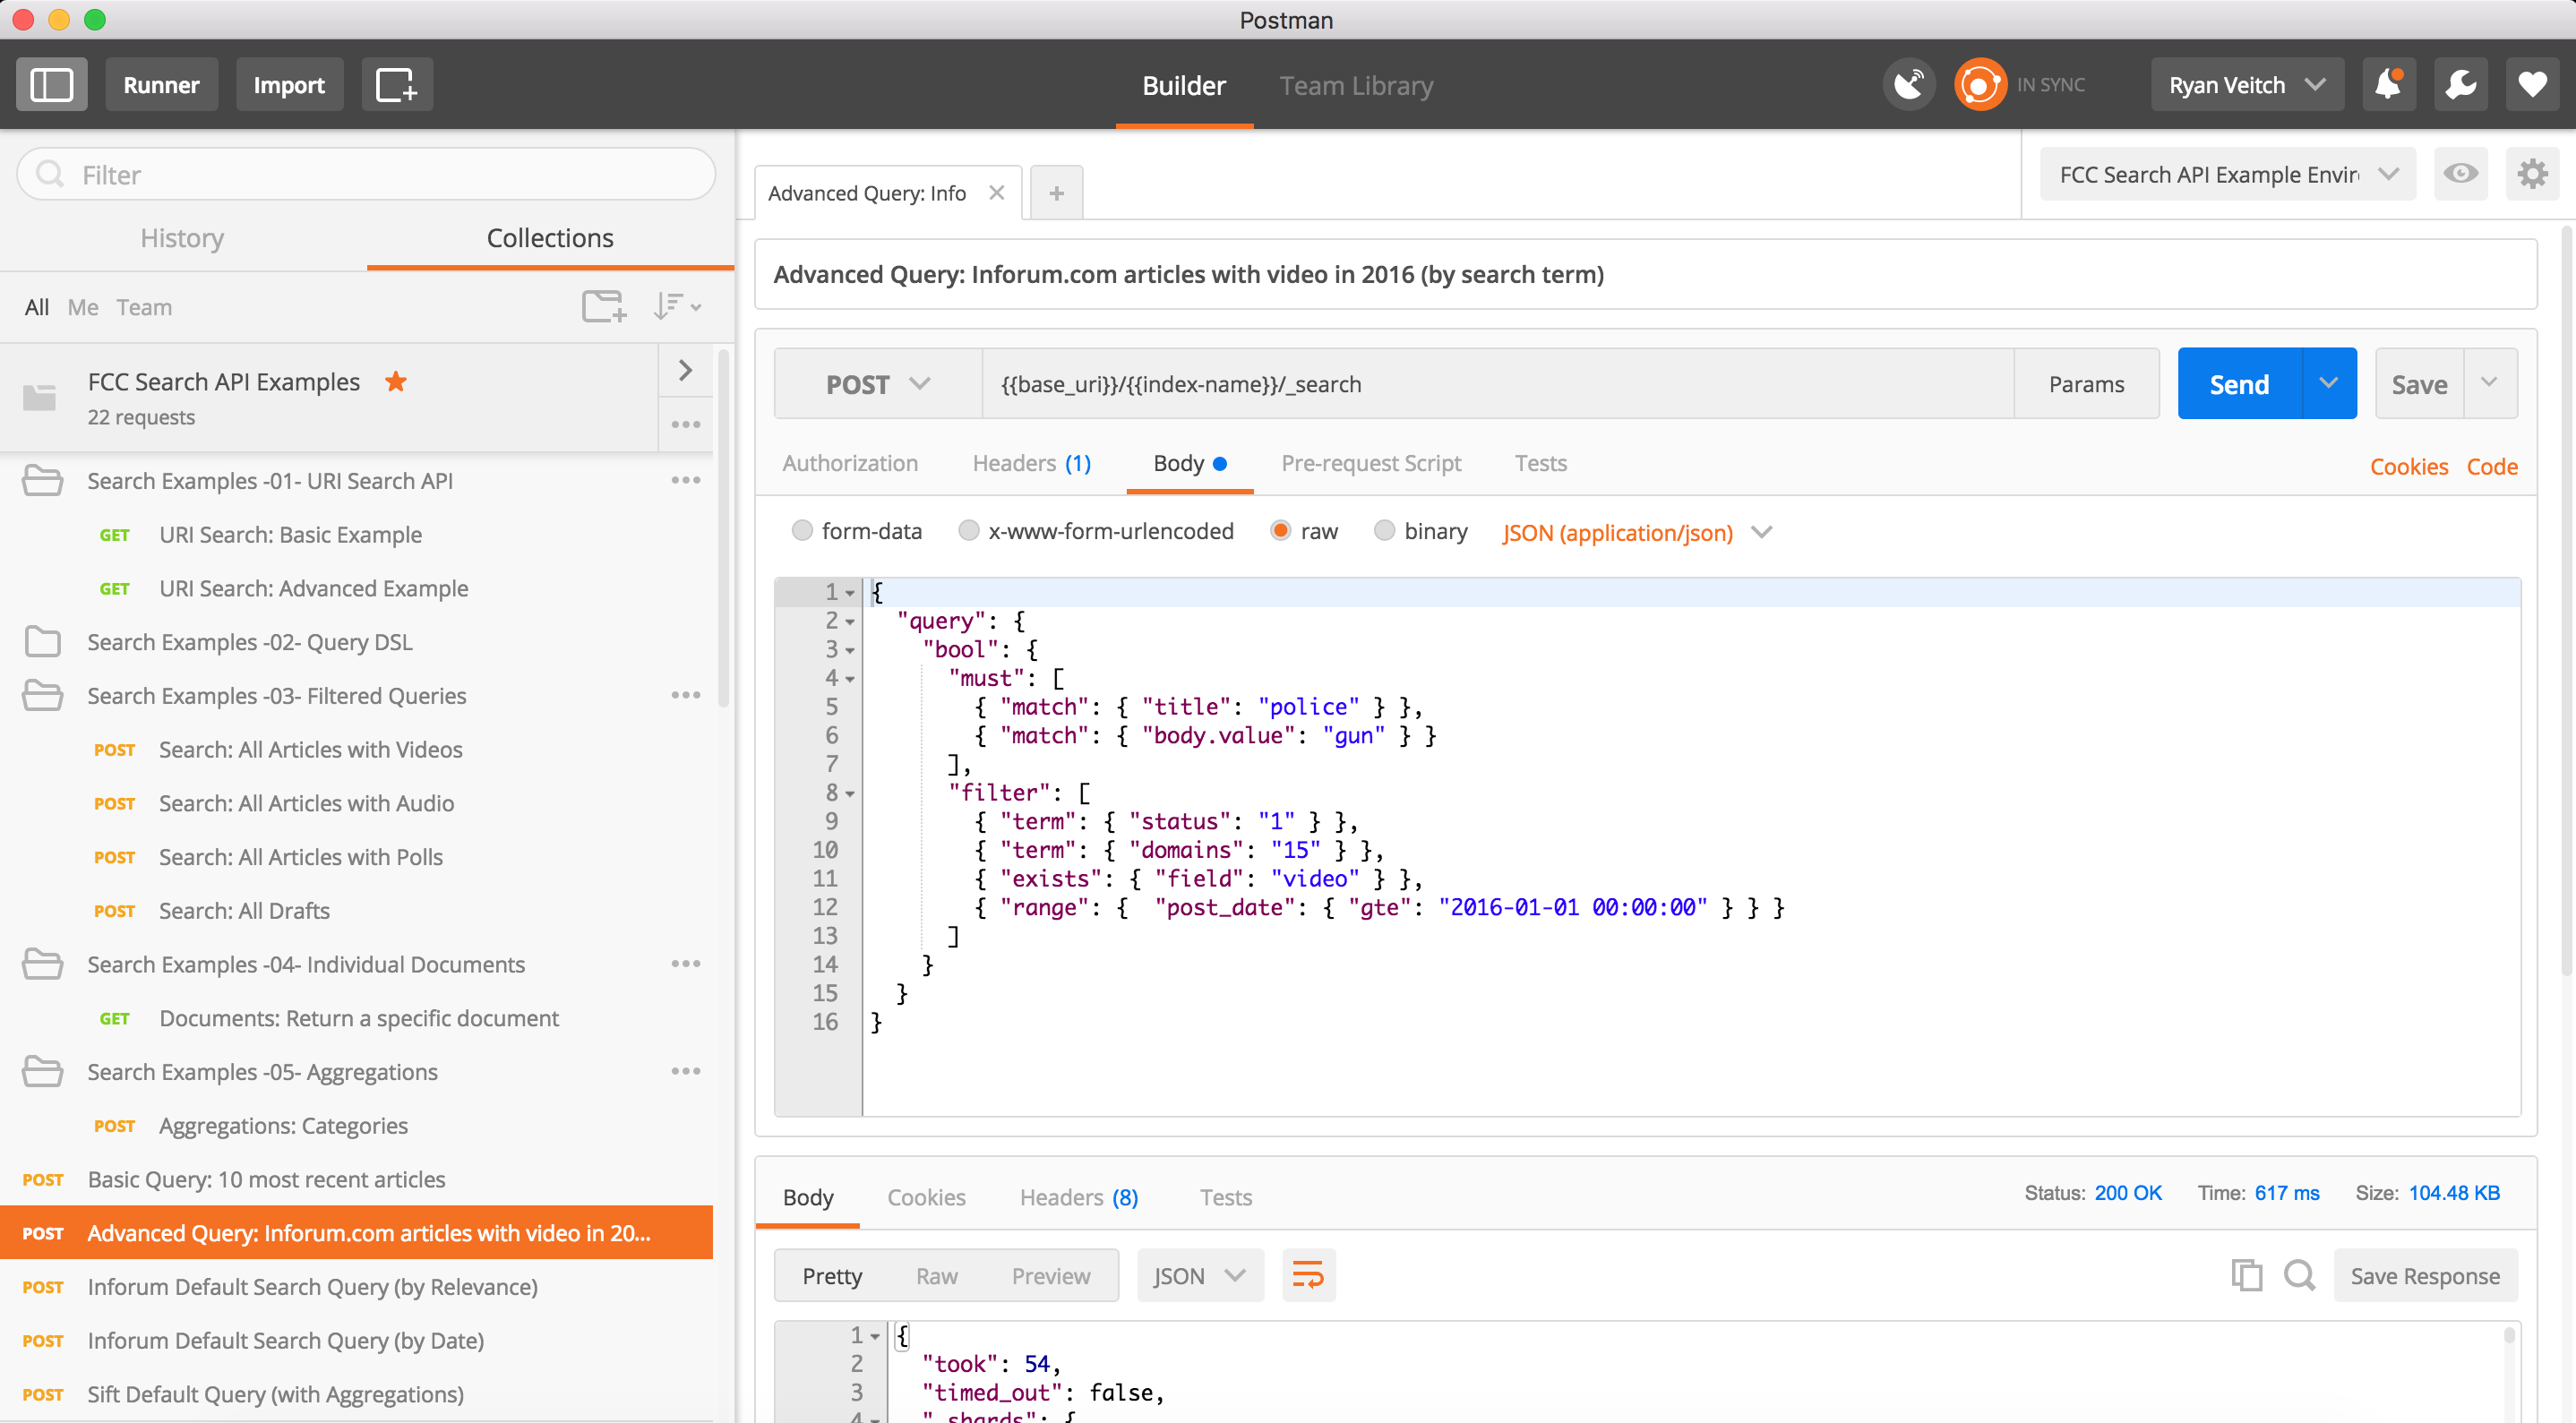 Postman
Runner Import Builder Team Library IN SYNC Ryan Veitch
Filter
History Collections
All Me Team
FCC Search API Examples
22 requests
Search Examples -01- URI Search API
GET URI Search: Basic Example
GET URI Search: Advanced Example
Search Examples -02- Query DSL
Search Examples -03- Filtered Queries
POST Search: All Articles with Videos
POST Search: All Articles with Audio
POST Search: All Articles with Polls
POST Search: All Drafts
Search Examples -04- Individual Documents
GET Documents: Return a specific document
Search Examples -05- Aggregations
POST Aggregations: Categories
POST Basic Query: 10 most recent articles
POST Advanced Query: Inforum.com articles with video in 20...
POST Inforum Default Search Query (by Relevance)
POST Inforum Default Search Query (by Date)
POST Sift Default Query (with Aggregations)
Advanced Query: Info
FCC Search API Example Envir
Advanced Query: Inforum.com articles with video in 2016 (by search term)
POST {{base_uri}}/{{index-name}}/_search Params Send Save
Authorization Headers (1) Body Pre-request Script Tests Cookies Code
form-data x-www-form-urlencoded raw binary JSON (application/json)
1 {
2 "query": {
3 "bool": {
4 "must": [
5 { "match": { "title": "police" } },
6 { "match": { "body.value": "gun" } }
7 ],
8 "filter": [
9 { "term": { "status": "1" } },
10 { "term": { "domains": "15" } },
11 { "exists": { "field": "video" } },
12 { "range": { "post_date": { "gte": "2016-01-01 00:00:00" } } }
13 ]
14 }
15 }
16 }
Body Cookies Headers (8) Tests Status: 200 OK Time: 617 ms Size: 104.48 KB
Pretty Raw Preview JSON Save Response
1 {
2 "took": 54,
3 "timed_out": false,
4 "_shards": {